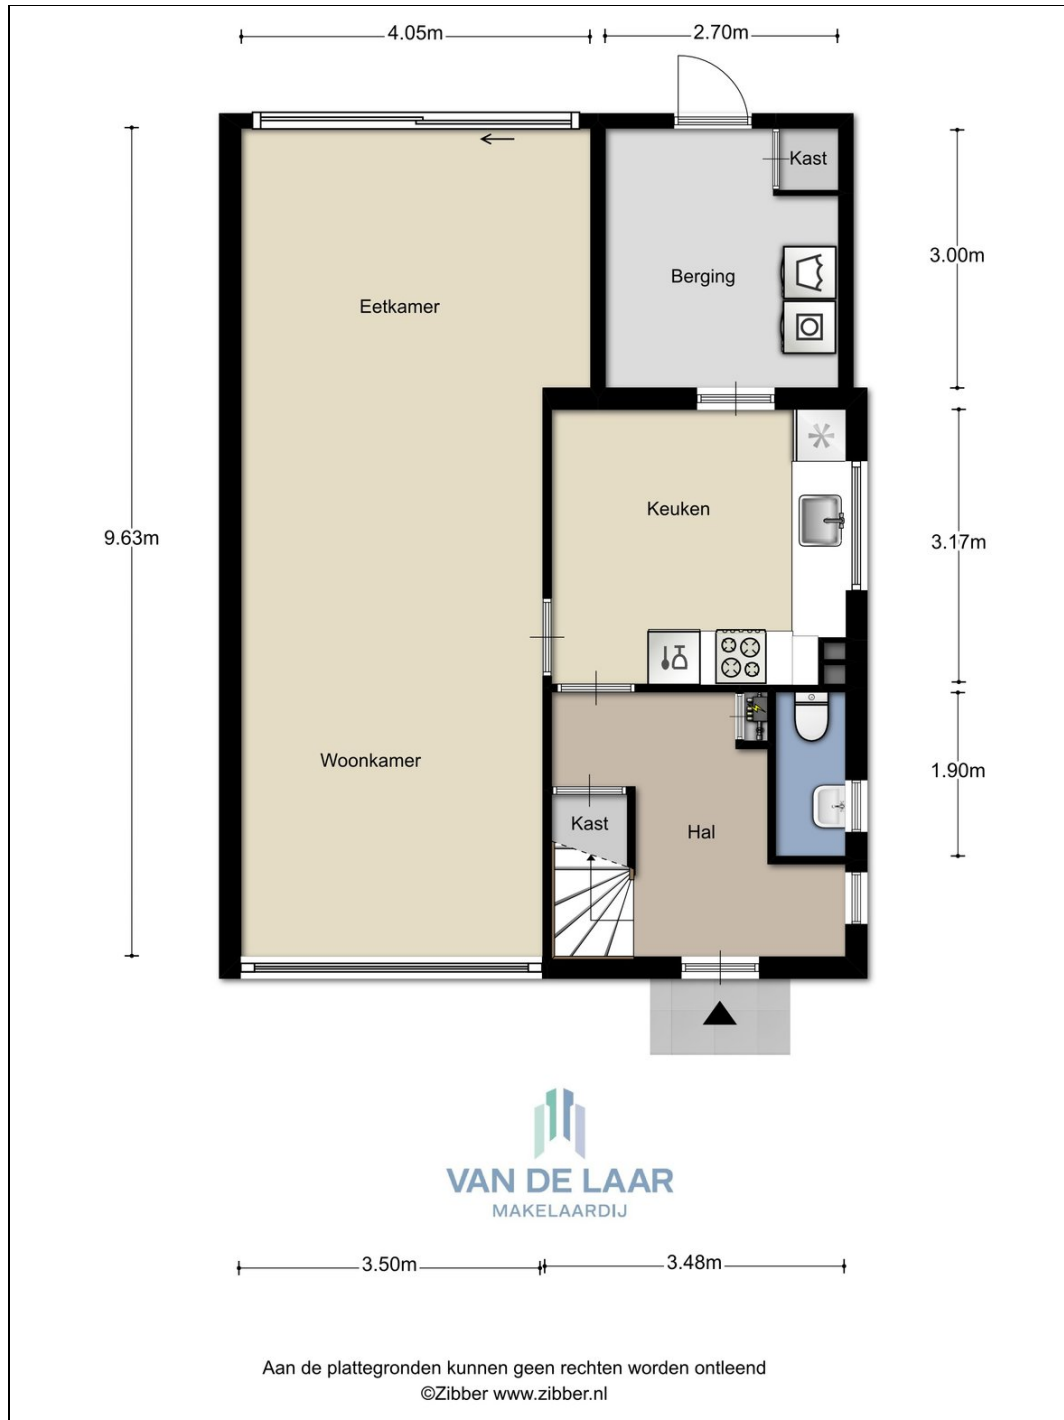 4.05m
2.70m
Kast
3.00m
Berging
Eetkamer
Keuken
9.63m
3.17m
Woonkamer
1.90m
Kast
Hal
VAN DE LAAR
MAKELAARDIJ
3.50m
3.48m
Aan de plattegronden kunnen geen rechten worden ontleend
©Zibber www.zibber.nl